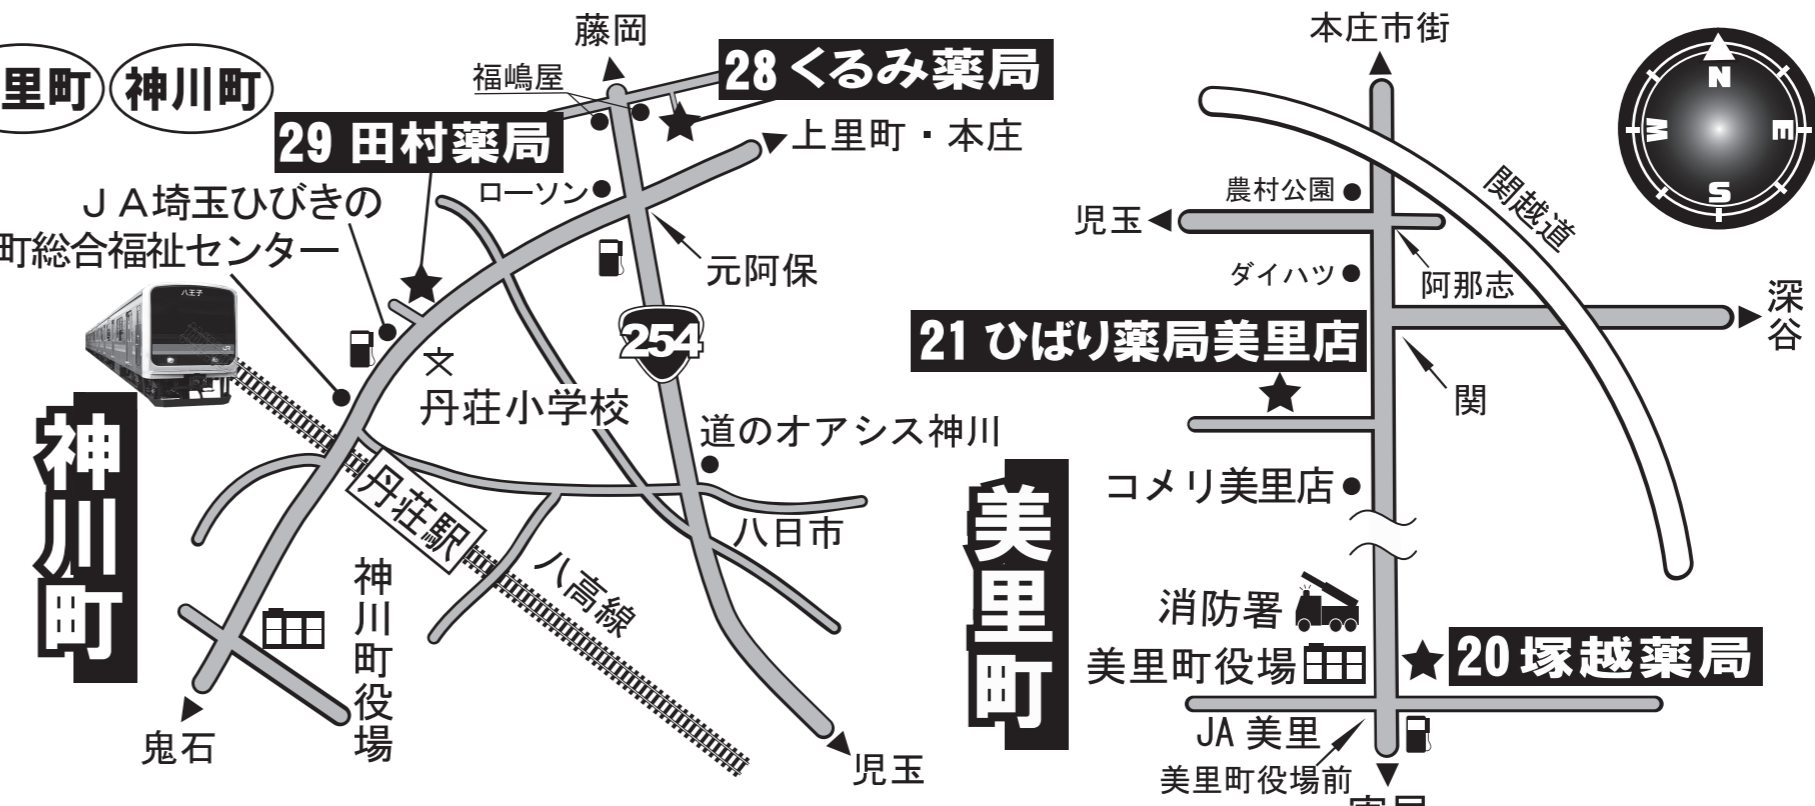 里町
神川町
藤岡
福嶋屋
28 くるみ薬局
29 田村薬局
上里町・本庄
ローソン
JA埼玉ひびきの
町総合福祉センター
元阿保
八王子
254
文
丹荘小学校
道のオアシス神川
神川町
丹荘駅
八日市
八高線
神川町役場
鬼石
児玉
本庄市街
N
W
E
S
農村公園
関越道
児玉
ダイハツ
阿那志
深谷
21 ひばり薬局美里店
関
コメリ美里店
美里町
消防署
美里町役場
20 塚越薬局
JA 美里
美里町役場前